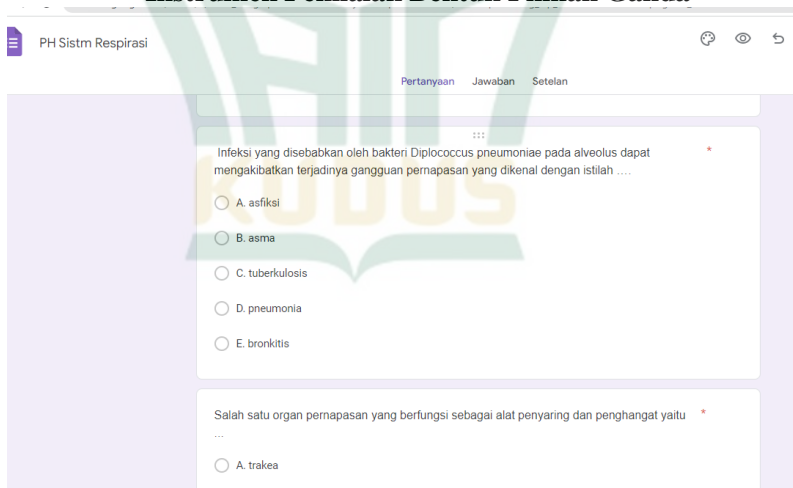 PH Sistm Respirasi
Pertanyaan Jawaban Setelan
Infeksi yang disebabkan oleh bakteri Diplococcus pneumoniae pada alveolus dapat *
mengakibatkan terjadinya gangguan pernapasan yang dikenal dengan istilah ....
A. asfiksi
B. asma
C. tuberkulosis
D. pneumonia
E. bronkitis
Salah satu organ pernapasan yang berfungsi sebagai alat penyaring dan penghangat yaitu *
...
A. trakea
KUDUS